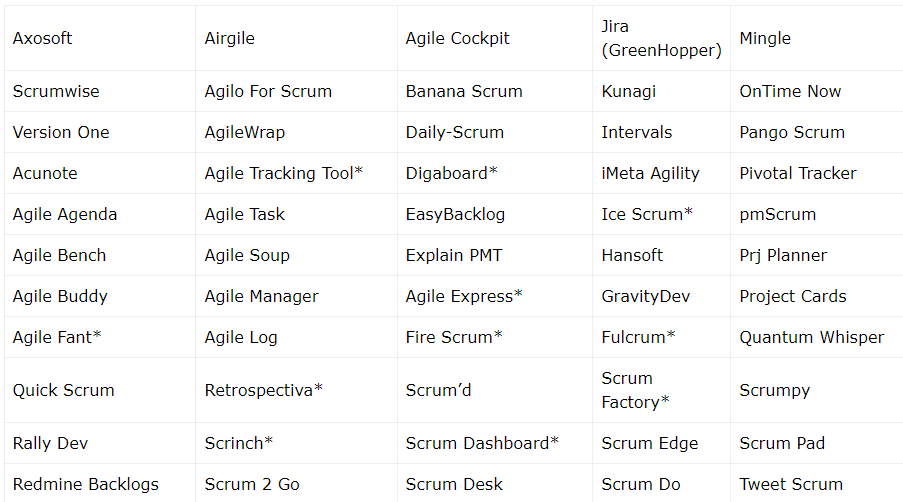 Axosoft Airgile Agile Cockpit Jira (GreenHopper) Mingle
Scrumwise Agilo For Scrum Banana Scrum Kunagi OnTime Now
Version One AgileWrap Daily-Scrum Intervals Pango Scrum
Acunote Agile Tracking Tool* Digaboard* iMeta Agility Pivotal Tracker
Agile Agenda Agile Task EasyBacklog Ice Scrum* pmScrum
Agile Bench Agile Soup Explain PMT Hansoft Prj Planner
Agile Buddy Agile Manager Agile Express* GravityDev Project Cards
Agile Fant* Agile Log Fire Scrum* Fulcrum* Quantum Whisper
Quick Scrum Retrospectiva* Scrum’d Scrum Factory* Scrumpy
Rally Dev Scrinch* Scrum Dashboard* Scrum Edge Scrum Pad
Redmine Backlogs Scrum 2 Go Scrum Desk Scrum Do Tweet Scrum